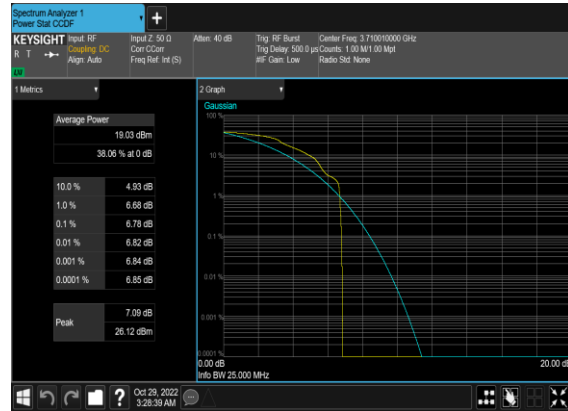 Spectrum Analyzer 1
Power Stat CCDF
KEYSIGHT
R T
Input: RF
Coupling: DC
Align: Auto
Input Z: 50 Ω
Corr CCorr
Freq Ref: Int (S)
Atten: 40 dB
Trig: RF Burst
Trig Delay: 500.0 µs
#IF Gain: Low
Center Freq: 3.710010000 GHz
Counts: 1.00 M/1.00 Mpt
Radio Std: None
1 Metrics
Average Power
19.03 dBm
38.06 % at 0 dB
10.0 % 4.93 dB
1.0 % 6.68 dB
0.1 % 6.78 dB
0.01 % 6.82 dB
0.001 % 6.84 dB
0.0001 % 6.85 dB
Peak
7.09 dB
26.12 dBm
2 Graph
Gaussian
100 %
10 %
1 %
0.1 %
0.01 %
0.001 %
0.0001 %
0.00 dB
20.00 dB
Info BW 25.000 MHz
?
Oct 29, 2022
3:28:39 AM